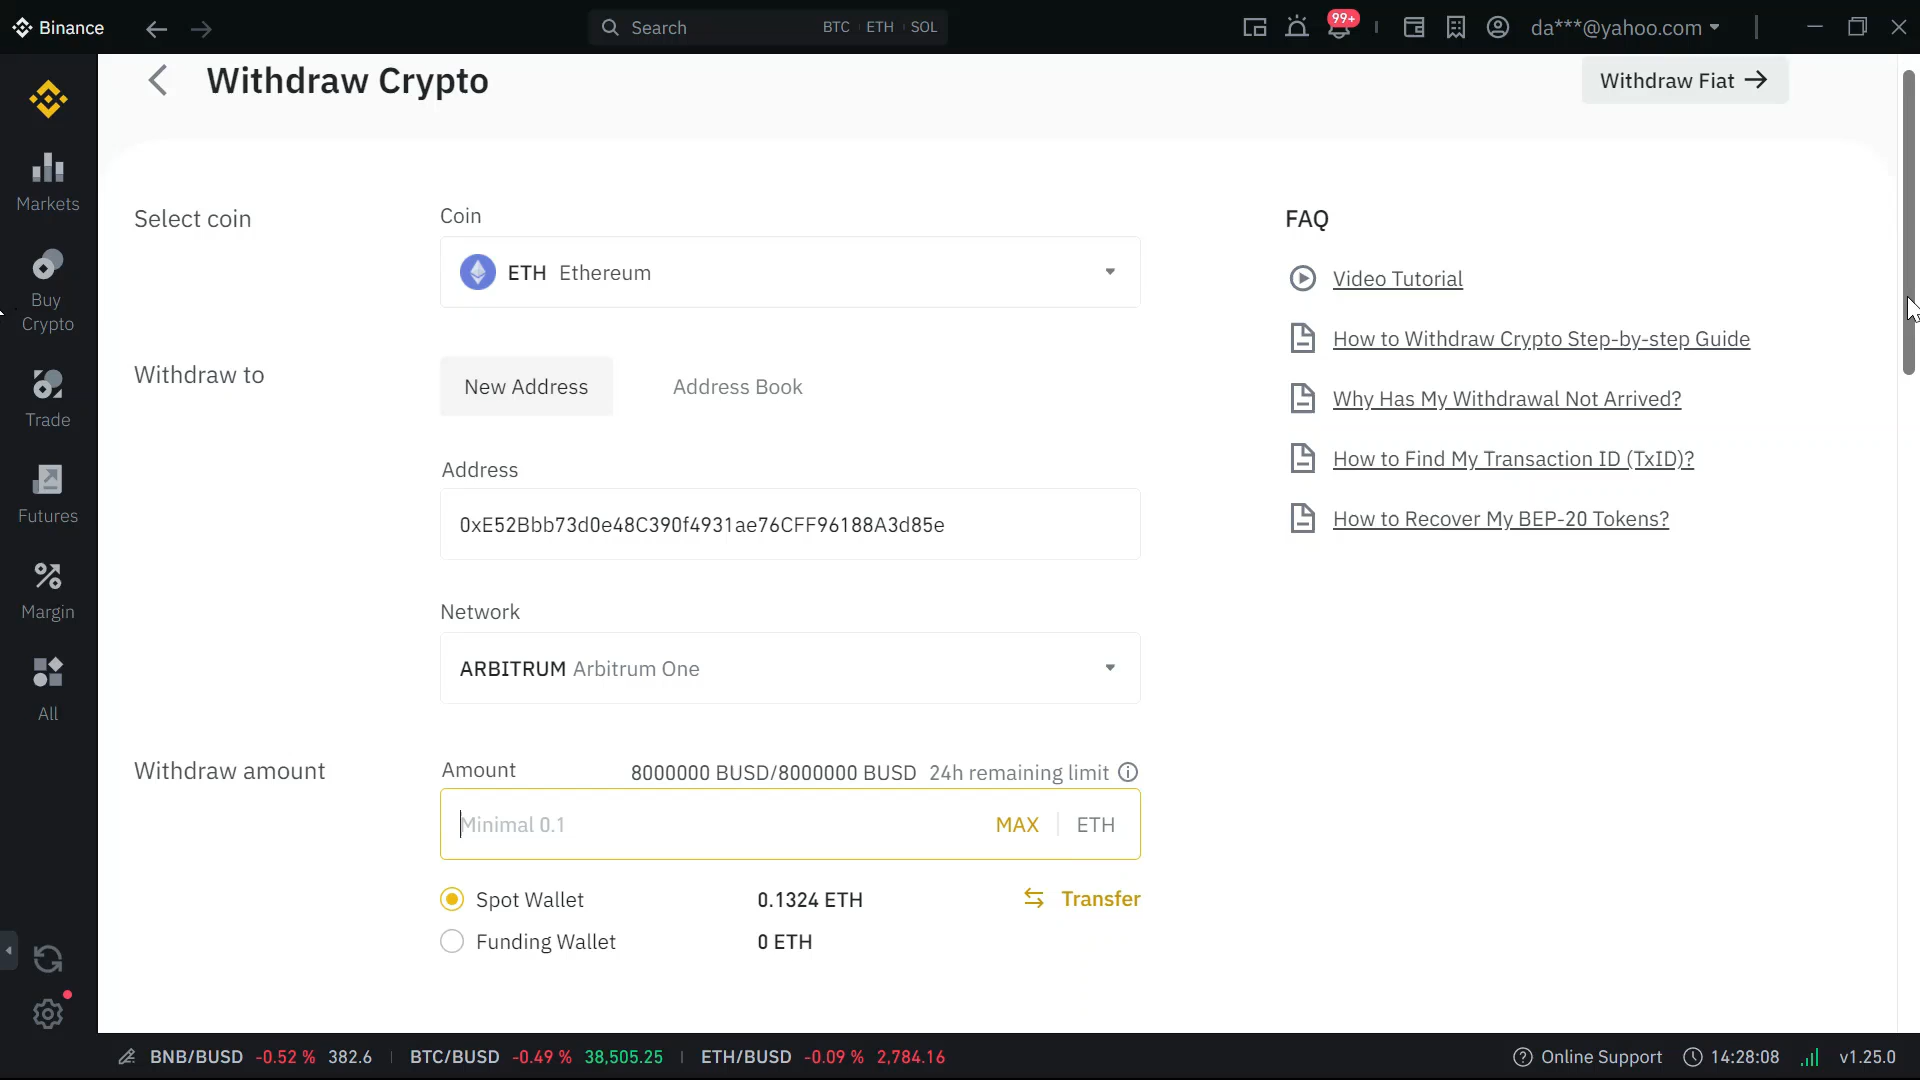 Binance
Search BTC ETH SOL
99+
da***@yahoo.com
Withdraw Crypto
Withdraw Fiat
Markets
Buy
Crypto
Trade
Futures
Margin
All
Select coin
Coin
ETH Ethereum
Withdraw to
New Address Address Book
Address
0xE52Bbb73d0e48C390f4931ae76CFF96188A3d85e
Network
ARBITRUM Arbitrum One
Withdraw amount
Amount 8000000 BUSD/8000000 BUSD 24h remaining limit
Minimal 0.1 MAX ETH
Spot Wallet 0.1324 ETH Transfer
Funding Wallet 0 ETH
FAQ
Video Tutorial
How to Withdraw Crypto Step-by-step Guide
Why Has My Withdrawal Not Arrived?
How to Find My Transaction ID (TxID)?
How to Recover My BEP-20 Tokens?
BNB/BUSD -0.52 % 382.6 BTC/BUSD -0.49 % 38,505.25 ETH/BUSD -0.09 % 2,784.16
Online Support 14:28:08 v1.25.0